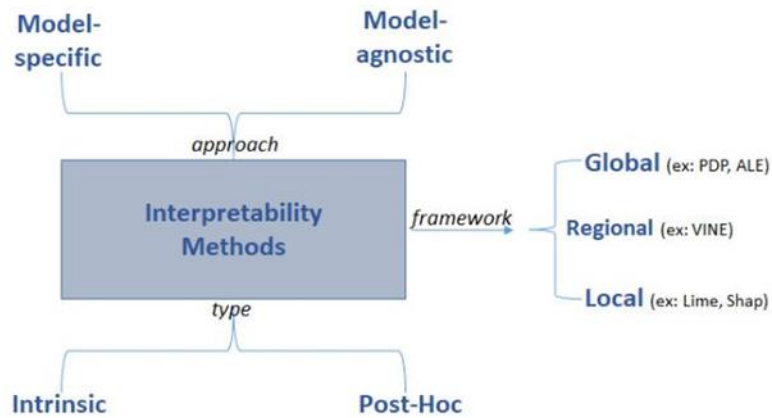 Model-
specific
Model-
agnostic
approach
Interpretability
Methods
framework
Global (ex: PDP, ALE)
Regional (ex: VINE)
Local (ex: Lime, Shap)
type
Intrinsic
Post-Hoc